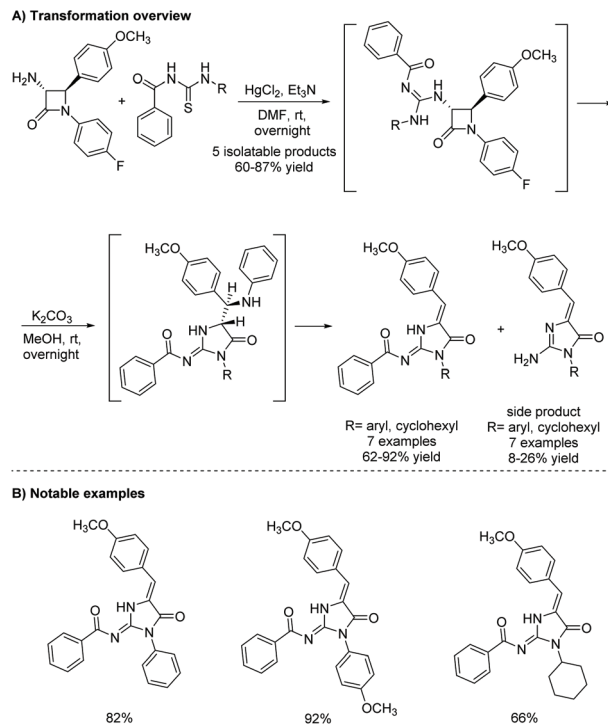 A) Transformation overview
OCH₃
H₂N
O
N
F
+
O
H
N
H
N
R
S
HgCl₂, Et₃N
DMF, rt,
overnight
5 isolatable products
60-87% yield
O
N
H
N
R
NH
O
N
OCH₃
F
K₂CO₃
MeOH, rt,
overnight
H₃CO
H
NH
HN
H
O
O
N
N
R
H₃CO
HN
O
O
N
N
R
R= aryl, cyclohexyl
7 examples
62-92% yield
+
H₃CO
N
O
H₂N
N
R
side product
R= aryl, cyclohexyl
7 examples
8-26% yield
B) Notable examples
H₃CO
HN
O
O
N
N
82%
H₃CO
HN
O
O
N
N
OCH₃
92%
H₃CO
HN
O
O
N
N
66%